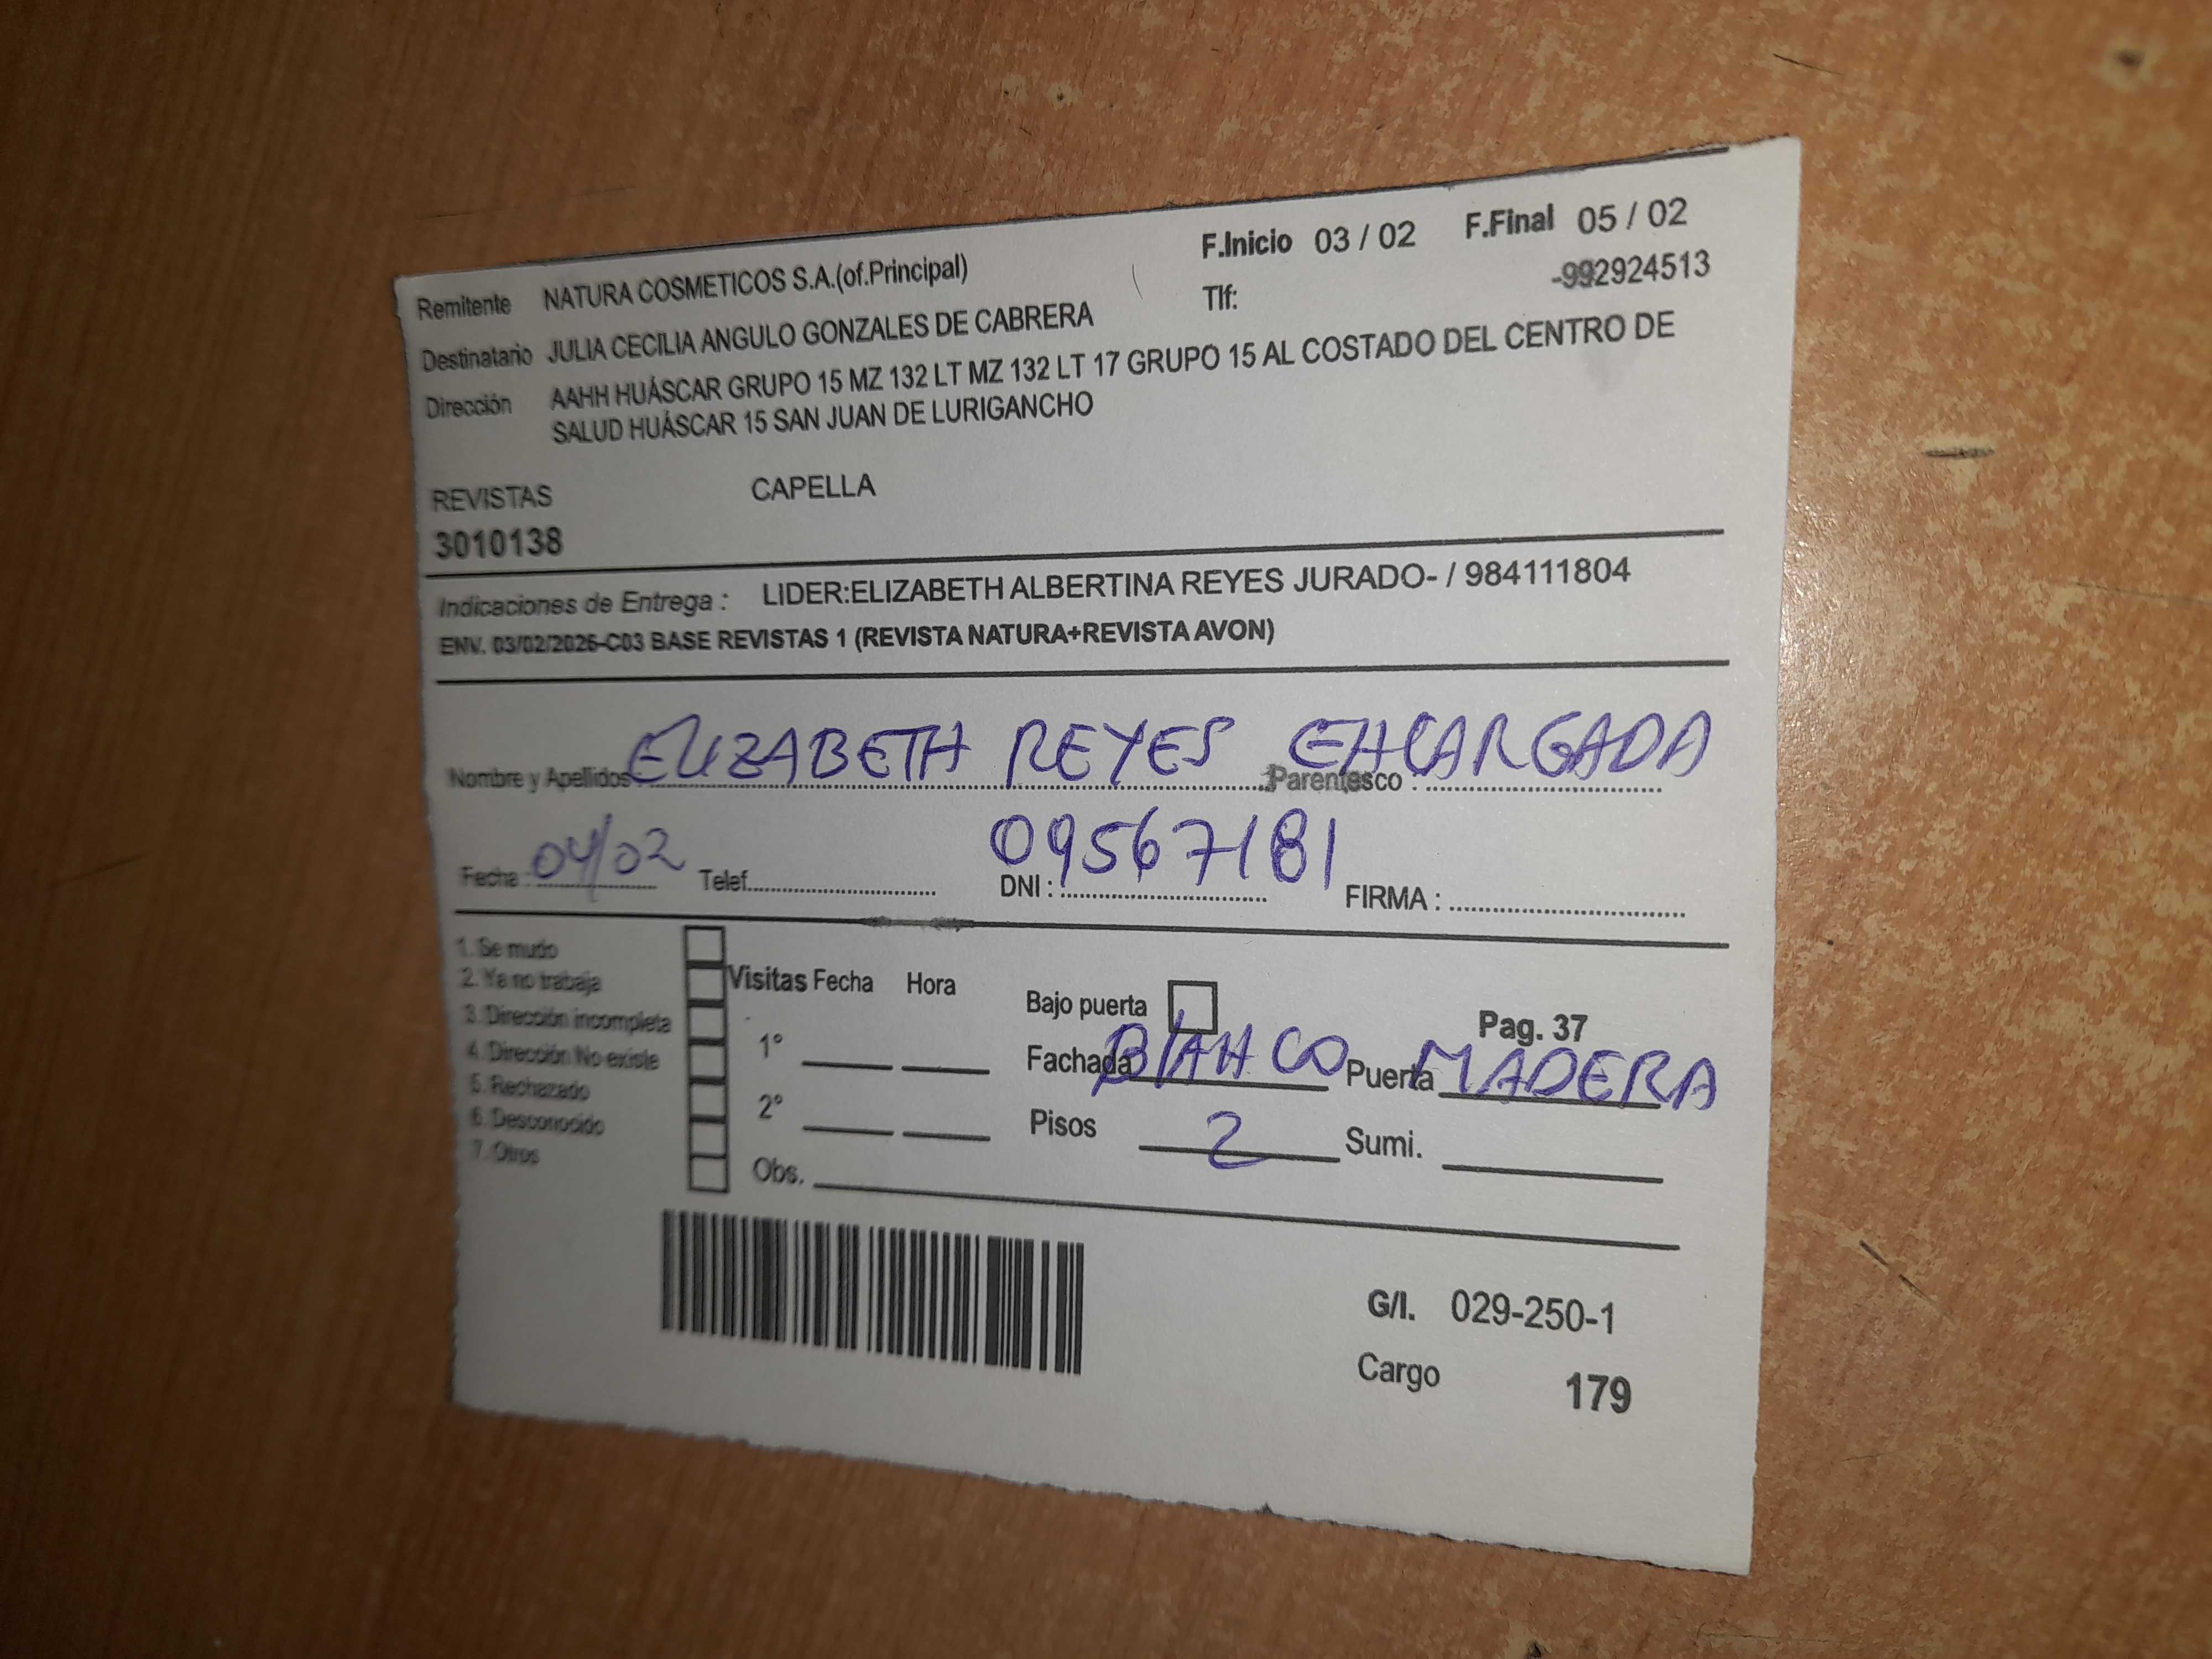 F.Inicio 03 / 02 F.Final 05 / 02
Remitente NATURA COSMETICOS S.A.(of.Principal) Tlf: -992924513
Destinatario JULIA CECILIA ANGULO GONZALES DE CABRERA
Dirección AAHH HUÁSCAR GRUPO 15 MZ 132 LT MZ 132 LT 17 GRUPO 15 AL COSTADO DEL CENTRO DE
SALUD HUÁSCAR 15 SAN JUAN DE LURIGANCHO
REVISTAS CAPELLA
3010138
Indicaciones de Entrega : LIDER:ELIZABETH ALBERTINA REYES JURADO- / 984111804
ENV. 03/02/2026-C03 BASE REVISTAS 1 (REVISTA NATURA+REVISTA AVON)
Nombre y Apellidos ELIZABETH REYES Parentesco : ENCARGADA
Fecha : 04/02 Telef. DNI : 09567181 FIRMA :
1. Se mudo
2. Ya no trabaja
3. Dirección incompleta
4. Dirección No existe
5. Rechazado
6. Desconocido
7. Otros
Visitas Fecha Hora
1°
2°
Obs.
Bajo puerta Pag. 37
Fachada BLANCO Puerta MADERA
Pisos 2 Sumi.
G/I. 029-250-1
Cargo 179